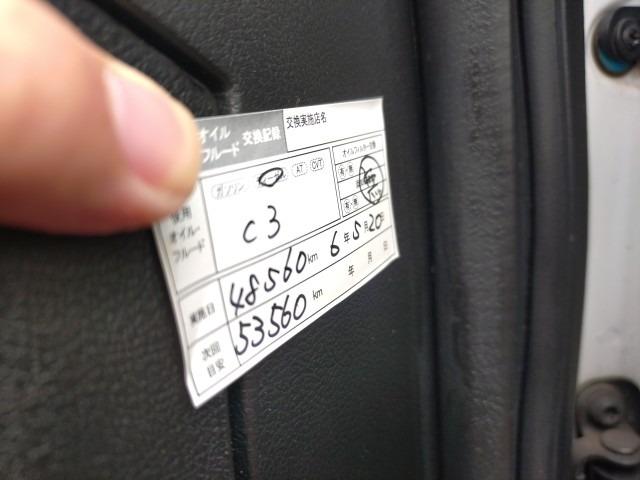 オイル
フルード 交換記録
交換実施店名
ガソリン AT CVT
オイルフィルター交換
有・無
有・無
使用
オイル・
フルード
C3
実施日 48560km 6年5月20日
次回
目安 53560km 年 月 日